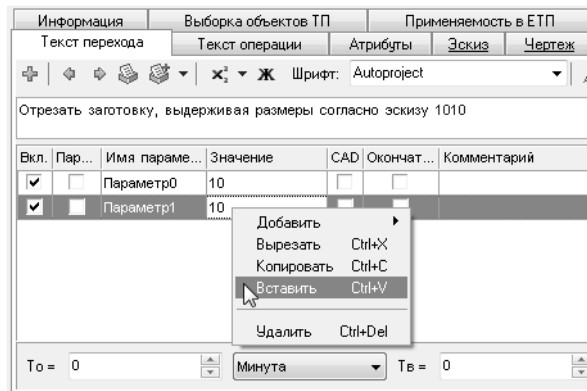 Информация Выборка объектов ТП Применяемость в ЕТП
Текст перехода Текст операции Атрибуты Эскиз Чертеж
Ж Шрифт: Autoproject
Отрезать заготовку, выдерживая размеры согласно эскизу 1010
Вкл. Пар... Имя параме... Значение CAD Окончат... Комментарий
Параметр0 10
Параметр1 10
Добавить
Вырезать Ctrl+X
Копировать Ctrl+C
Вставить Ctrl+V
Удалить Ctrl+Del
То = 0 Минута Тв = 0